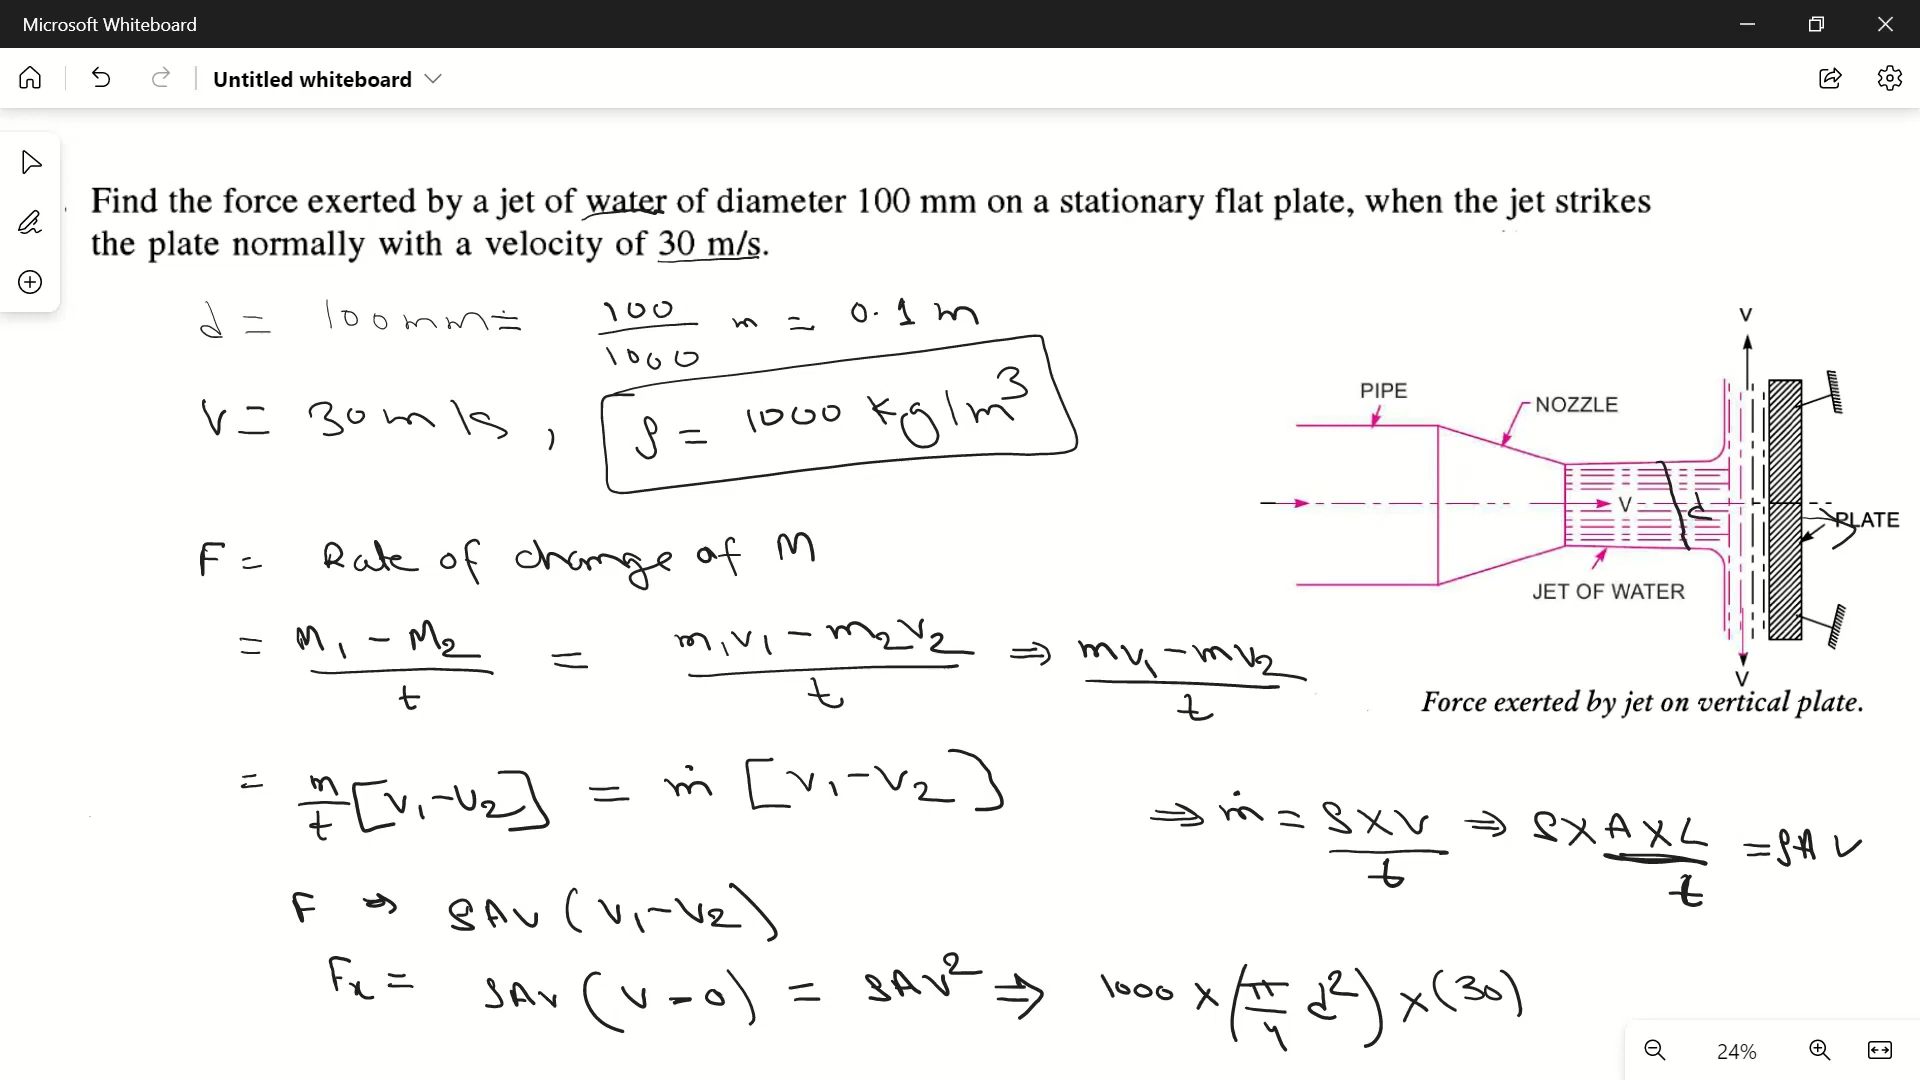 Microsoft Whiteboard
Untitled whiteboard
Find the force exerted by a jet of water of diameter 100 mm on a stationary flat plate, when the jet strikes
the plate normally with a velocity of 30 m/s.
d = 100mm = 100/1000 m = 0.1 m
V = 30 m/s , ρ = 1000 kg/m³
F = Rate of change of M
= M₁ - M₂ / t = m₁v₁ - m₂v₂ / t ⇒ mv₁ - mv₂ / t
= m/t [v₁-v₂] = ṁ [v₁-v₂]
⇒ ṁ = ρ×V / t ⇒ ρ×A×L / t = ρAV
F ⇒ ρAV (v₁-v₂)
Fx = ρAV (V-0) = ρAV² ⇒ 1000 × (π/4 d²) × (30)
V
PIPE
NOZZLE
V
d
PLATE
JET OF WATER
V
Force exerted by jet on vertical plate.
24%